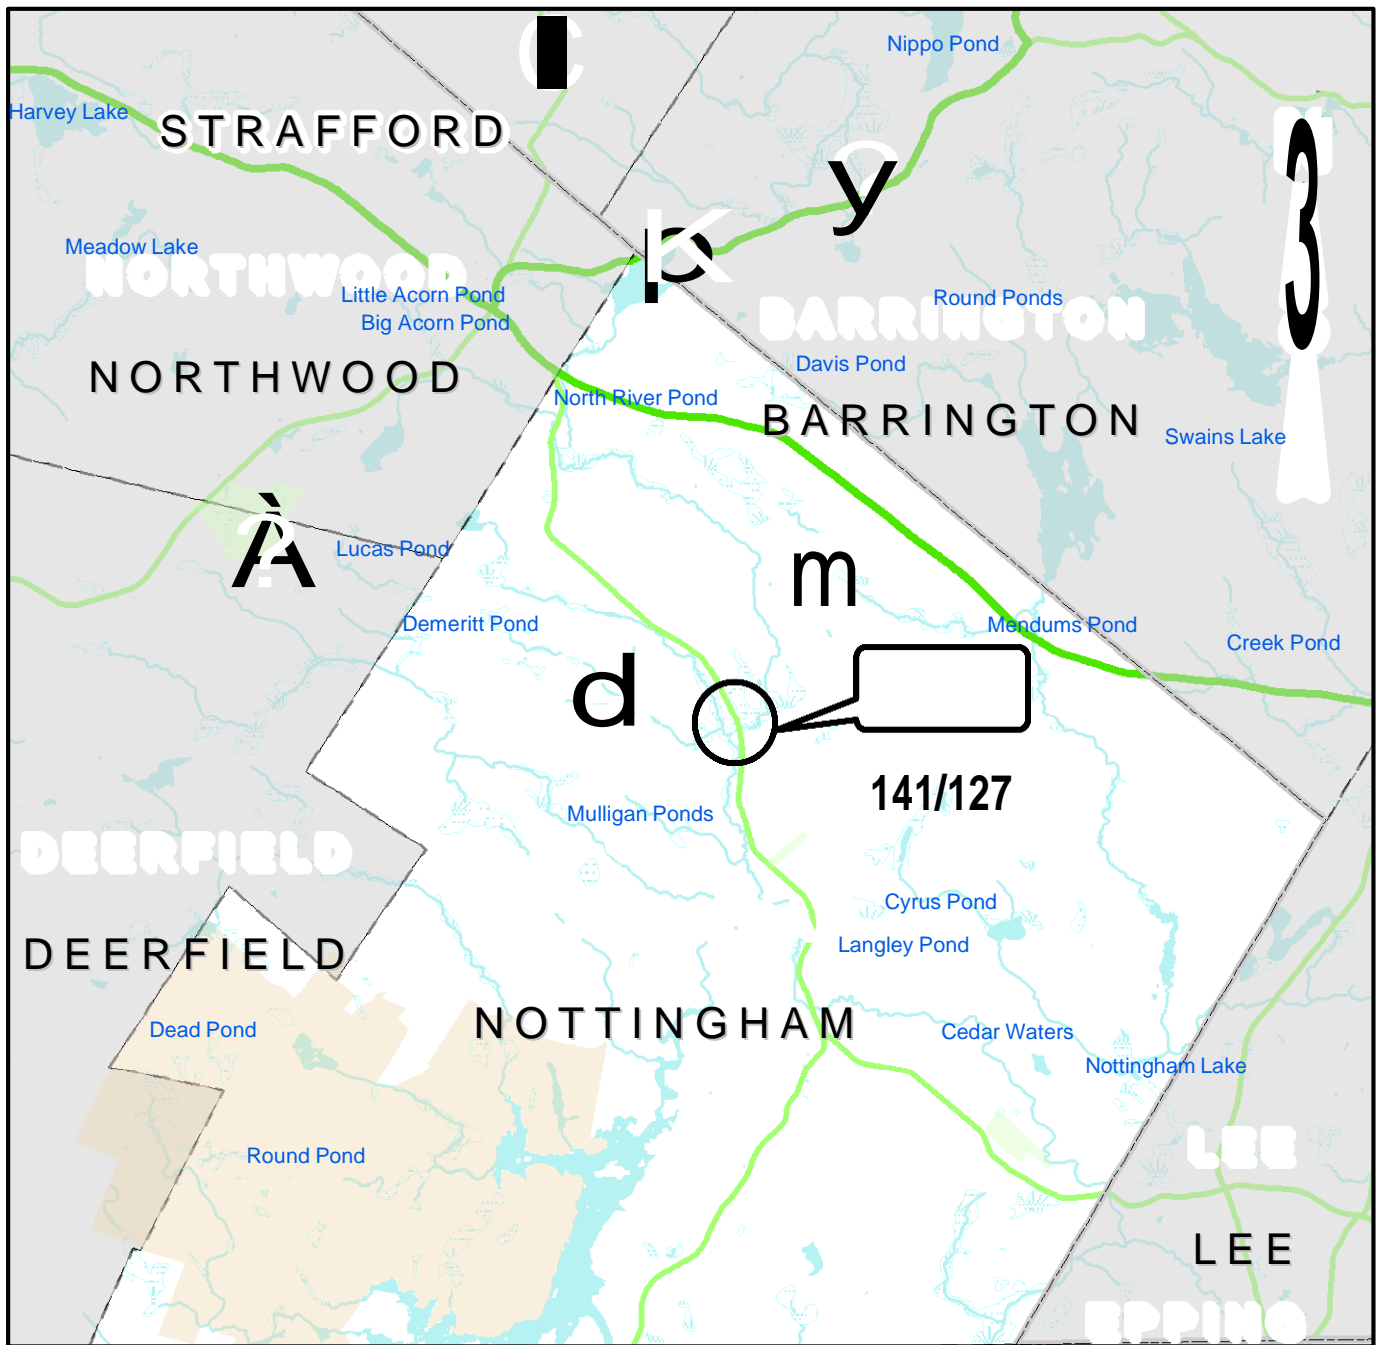 C
Nippo Pond
Harvey Lake
STRAFFORD
3
y
K
p
Meadow Lake
NORTHWOOD
Little Acorn Pond
Round Ponds
BARRINGTON
Big Acorn Pond
Davis Pond
NORTHWOOD
North River Pond
BARRINGTON
Swains Lake
À
?
Lucas Pond
m
Demeritt Pond
Mendums Pond
Creek Pond
d
141/127
Mulligan Ponds
DEERFIELD
Cyrus Pond
Langley Pond
DEERFIELD
NOTTINGHAM
Dead Pond
Cedar Waters
Nottingham Lake
Round Pond
LEE
LEE
EPPING